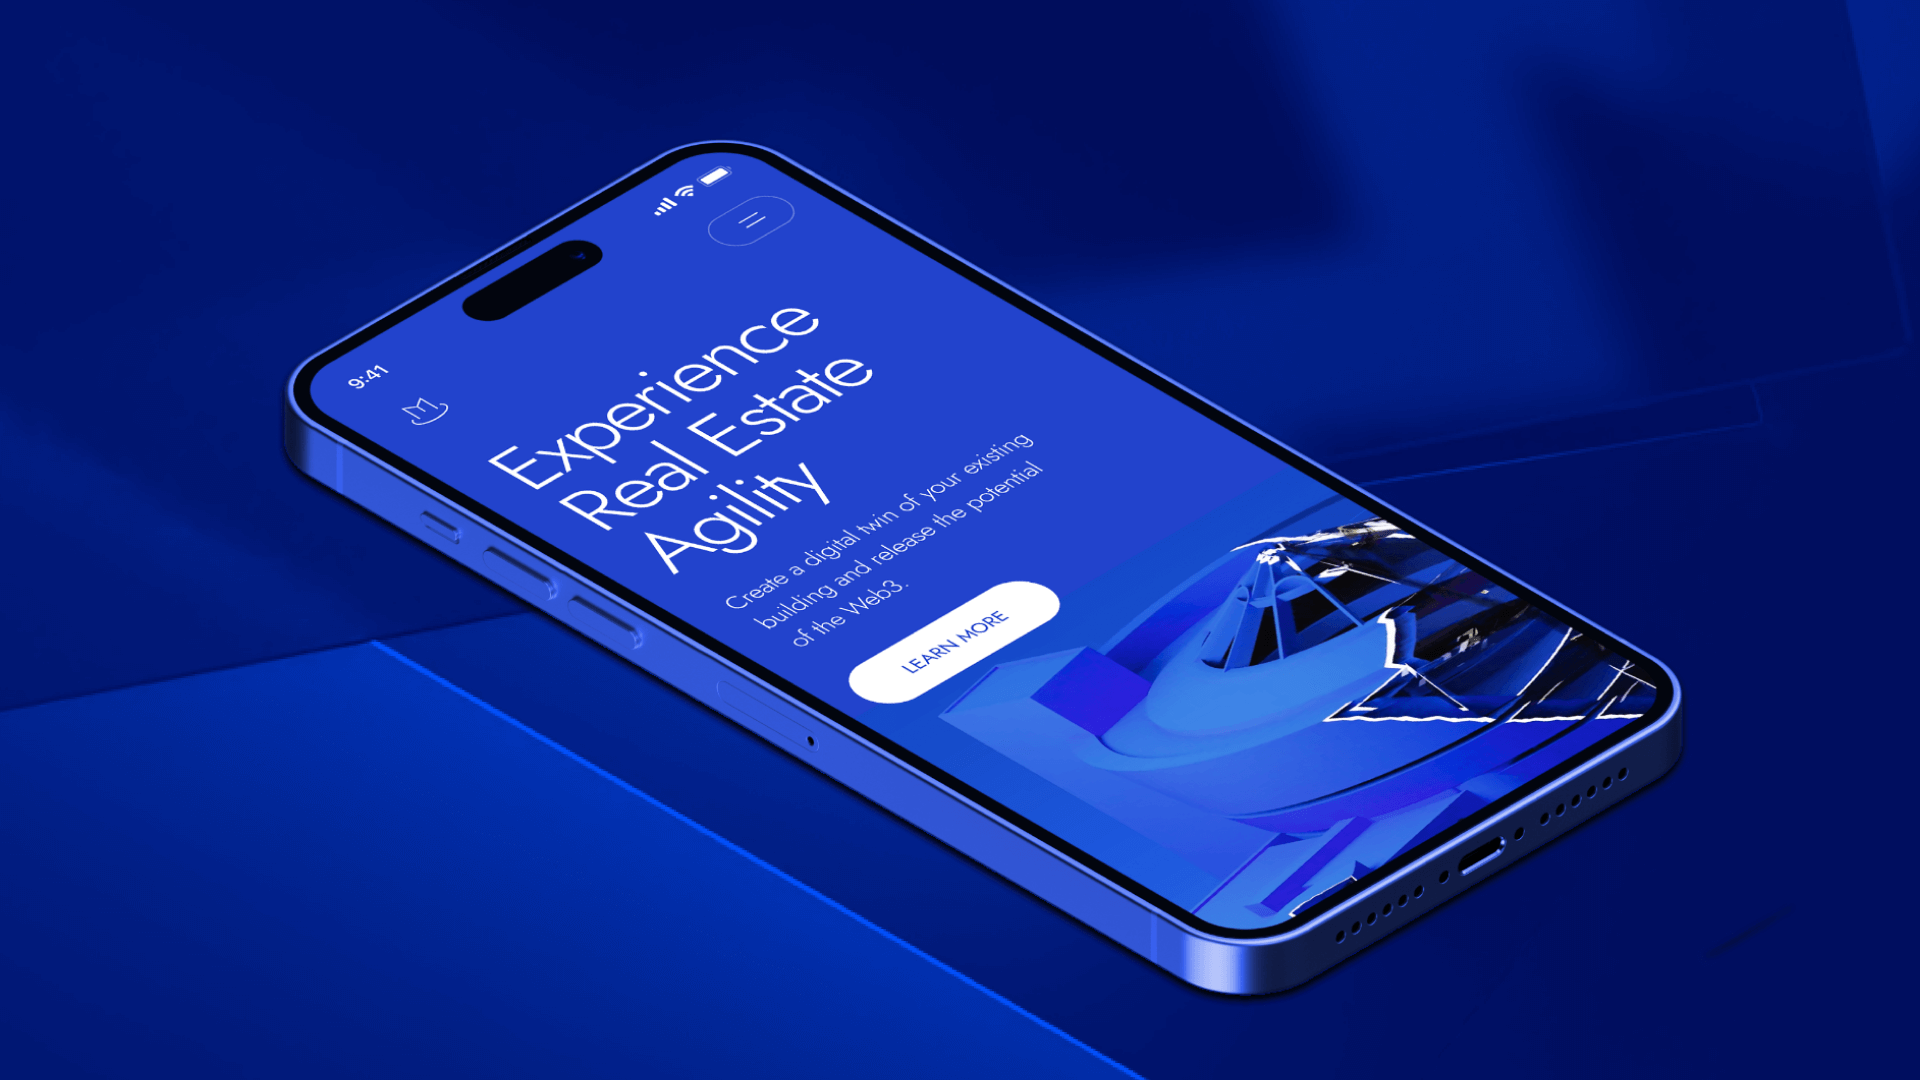 9:41
Experience
Real Estate
Agility
Create a digital twin of your existing
building and release the potential
of the Web3.
LEARN MORE